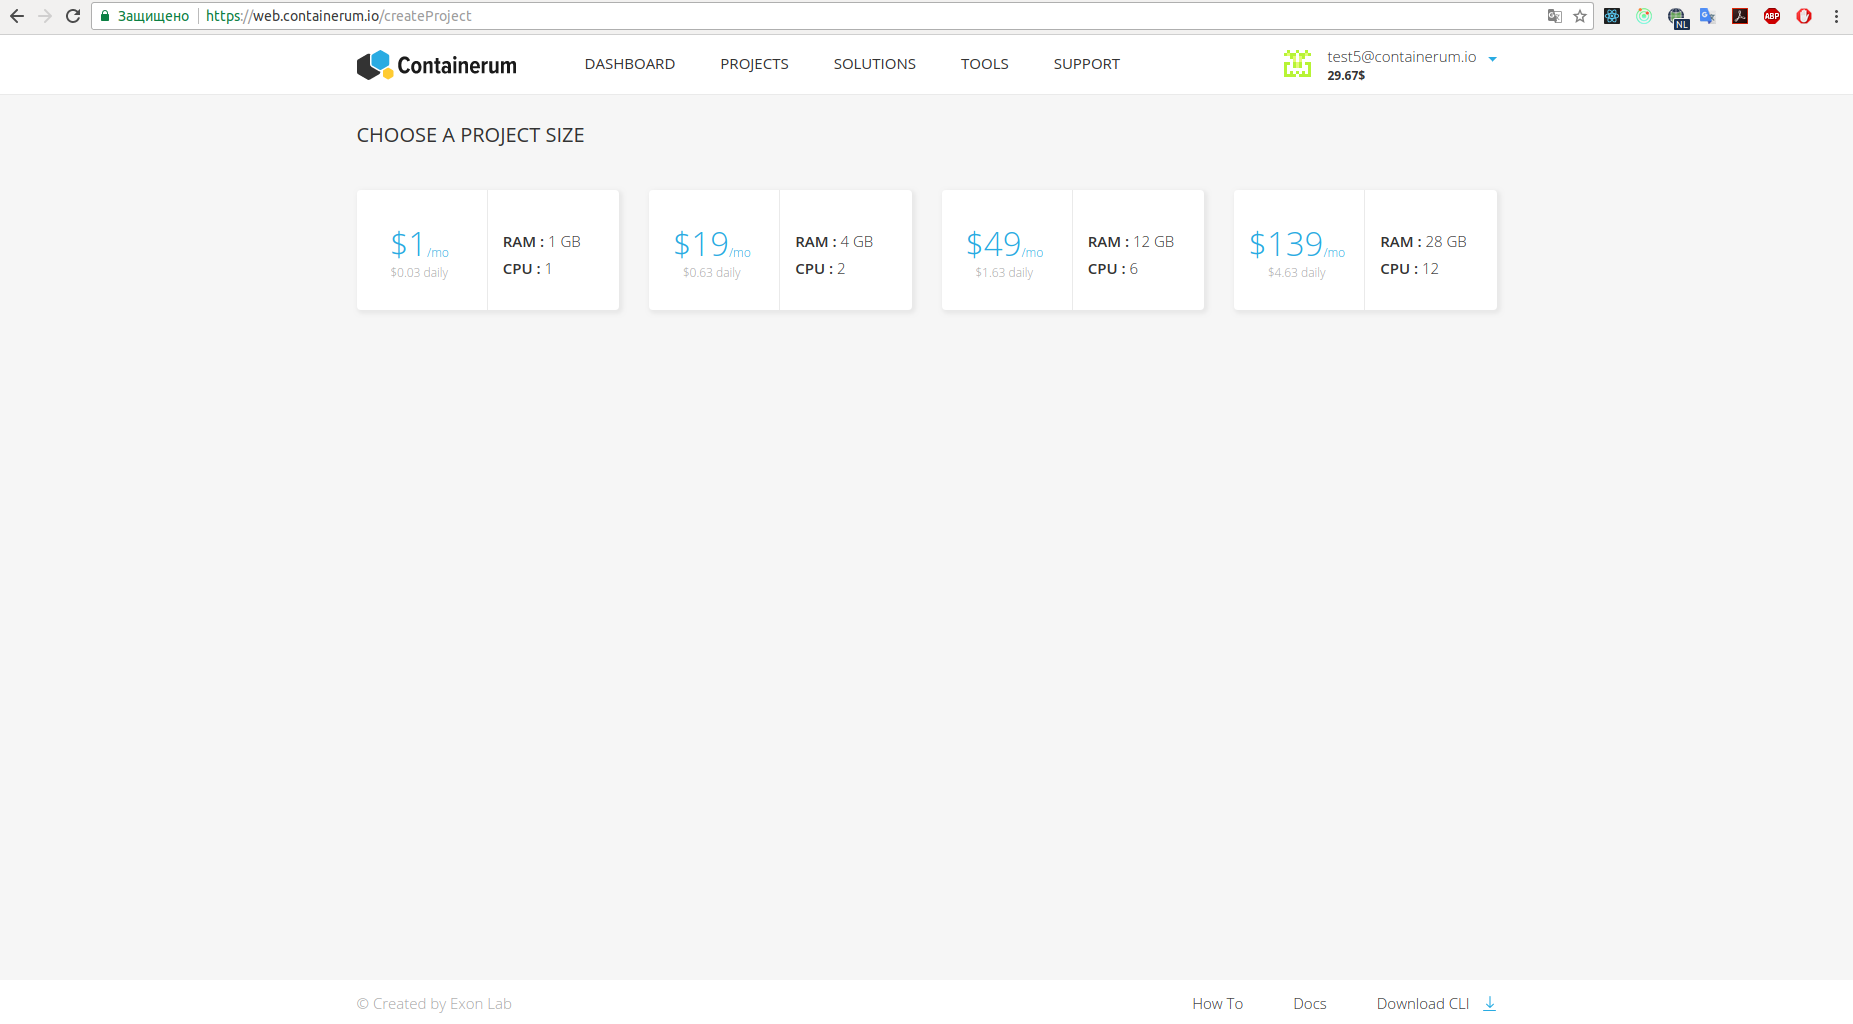 Защищено https://web.containerum.io/createProject
NL
ABP
Containerum DASHBOARD PROJECTS SOLUTIONS TOOLS SUPPORT test5@containerum.io
29.67$
CHOOSE A PROJECT SIZE
$1/mo
$0.03 daily
RAM : 1 GB
CPU : 1
$19/mo
$0.63 daily
RAM : 4 GB
CPU : 2
$49/mo
$1.63 daily
RAM : 12 GB
CPU : 6
$139/mo
$4.63 daily
RAM : 28 GB
CPU : 12
© Created by Exon Lab How To Docs Download CLI